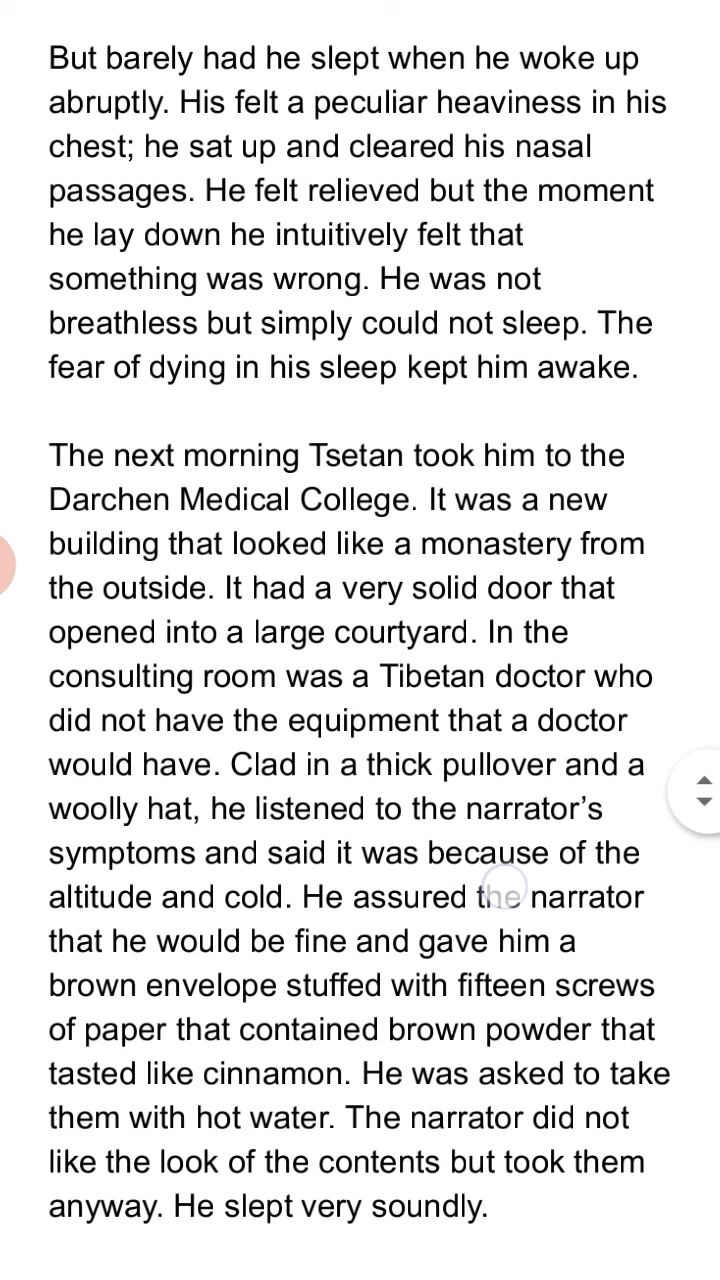 But barely had he slept when he woke up
abruptly. His felt a peculiar heaviness in his
chest; he sat up and cleared his nasal
passages. He felt relieved but the moment
he lay down he intuitively felt that
something was wrong. He was not
breathless but simply could not sleep. The
fear of dying in his sleep kept him awake.
The next morning Tsetan took him to the
Darchen Medical College. It was a new
building that looked like a monastery from
the outside. It had a very solid door that
opened into a large courtyard. In the
consulting room was a Tibetan doctor who
did not have the equipment that a doctor
would have. Clad in a thick pullover and a
woolly hat, he listened to the narrator’s
symptoms and said it was because of the
altitude and cold. He assured the narrator
that he would be fine and gave him a
brown envelope stuffed with fifteen screws
of paper that contained brown powder that
tasted like cinnamon. He was asked to take
them with hot water. The narrator did not
like the look of the contents but took them
anyway. He slept very soundly.